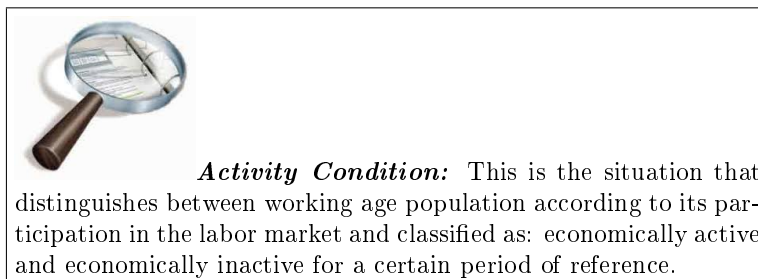 Activity Condition: This is the situation that
distinguishes between working age population according to its par-
ticipation in the labor market and classified as: economically active
and economically inactive for a certain period of reference.